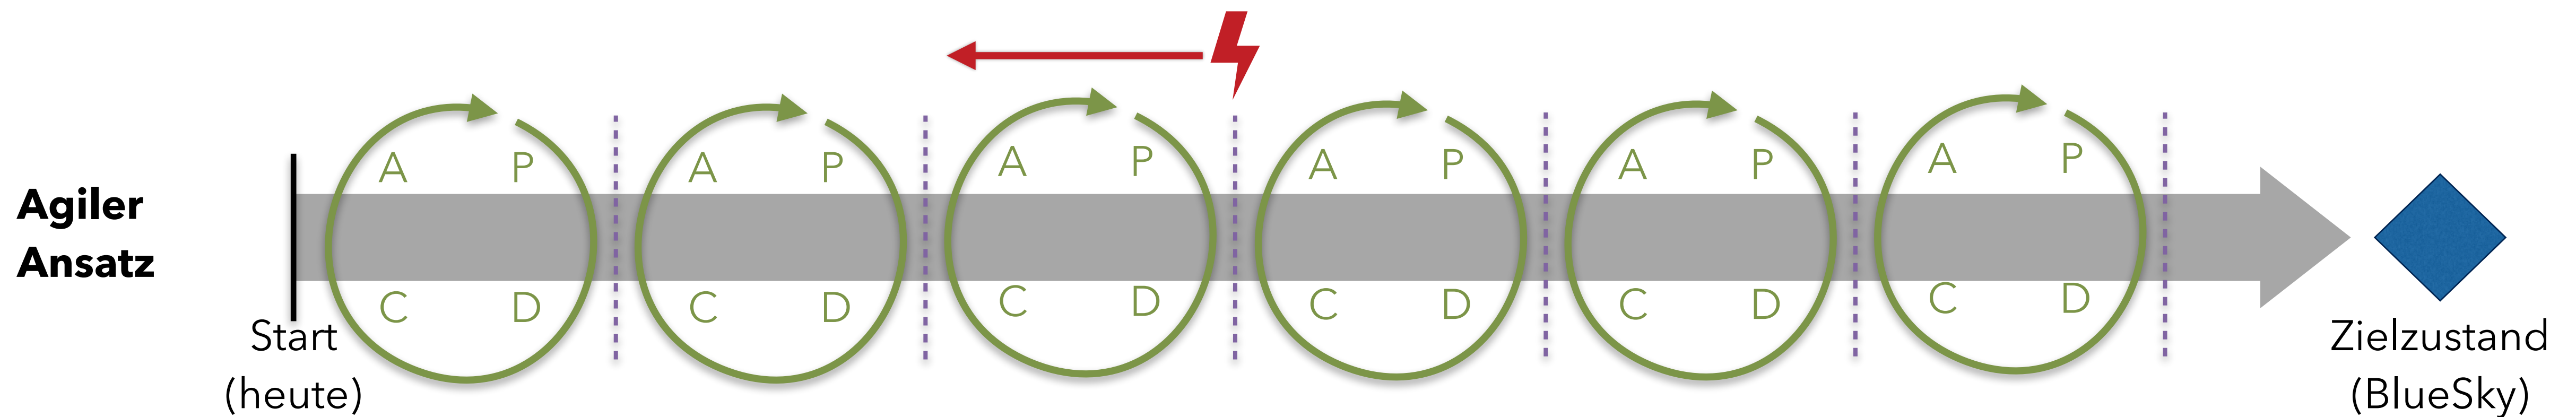 Agiler
Ansatz
Start
(heute)
A P
C D
A P
C D
A P
C D
A P
C D
A P
C D
A P
C D
Zielzustand
(BlueSky)